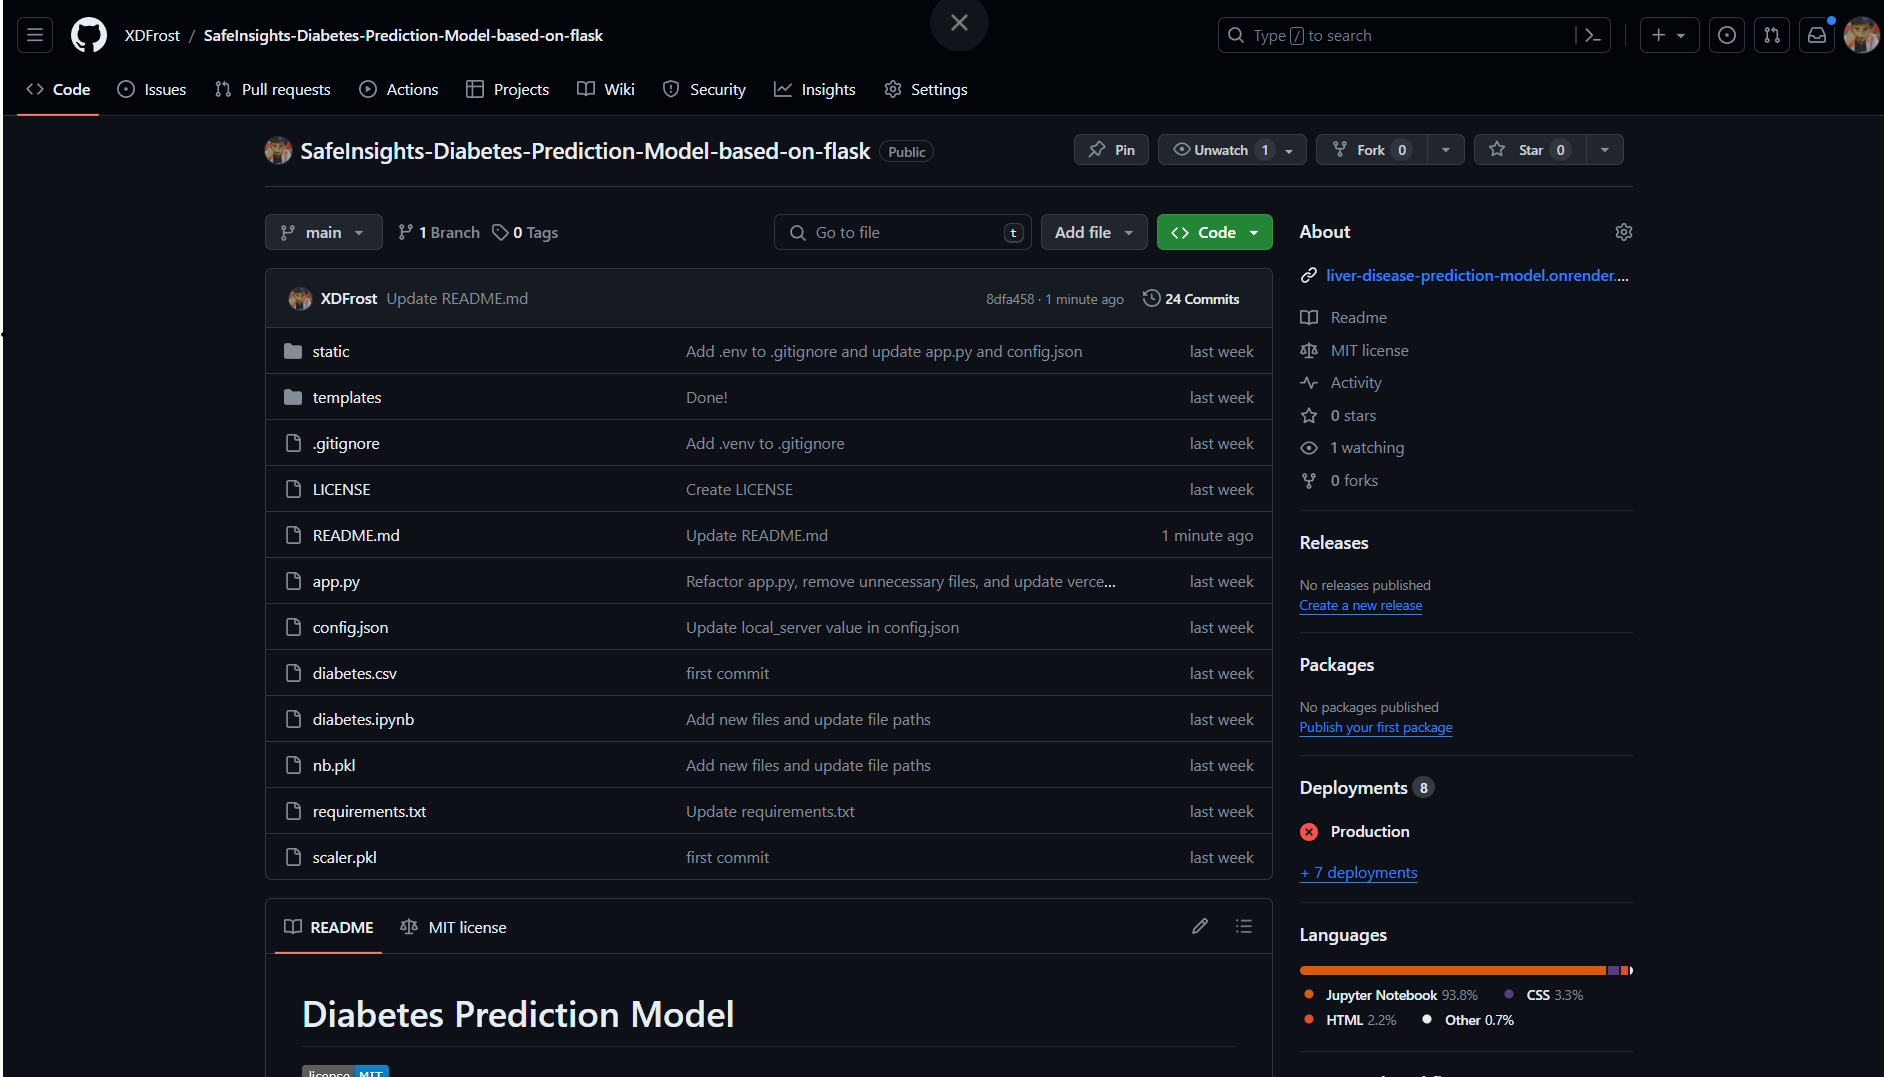 XDFrost / SafeInsights-Diabetes-Prediction-Model-based-on-flask
Type / to search
Code Issues Pull requests Actions Projects Wiki Security Insights Settings
SafeInsights-Diabetes-Prediction-Model-based-on-flask Public
Pin Unwatch 1 Fork 0 Star 0
main 1 Branch 0 Tags Go to file t Add file Code
XDFrost Update README.md 8dfa458 · 1 minute ago 24 Commits
static Add .env to .gitignore and update app.py and config.json last week
templates Done! last week
.gitignore Add .venv to .gitignore last week
LICENSE Create LICENSE last week
README.md Update README.md 1 minute ago
app.py Refactor app.py, remove unnecessary files, and update verce... last week
config.json Update local_server value in config.json last week
diabetes.csv first commit last week
diabetes.ipynb Add new files and update file paths last week
nb.pkl Add new files and update file paths last week
requirements.txt Update requirements.txt last week
scaler.pkl first commit last week
README MIT license
Diabetes Prediction Model
license MIT
About
liver-disease-prediction-model.onrender....
Readme
MIT license
Activity
0 stars
1 watching
0 forks
Releases
No releases published
Create a new release
Packages
No packages published
Publish your first package
Deployments 8
Production
+ 7 deployments
Languages
Jupyter Notebook 93.8% CSS 3.3%
HTML 2.2% Other 0.7%